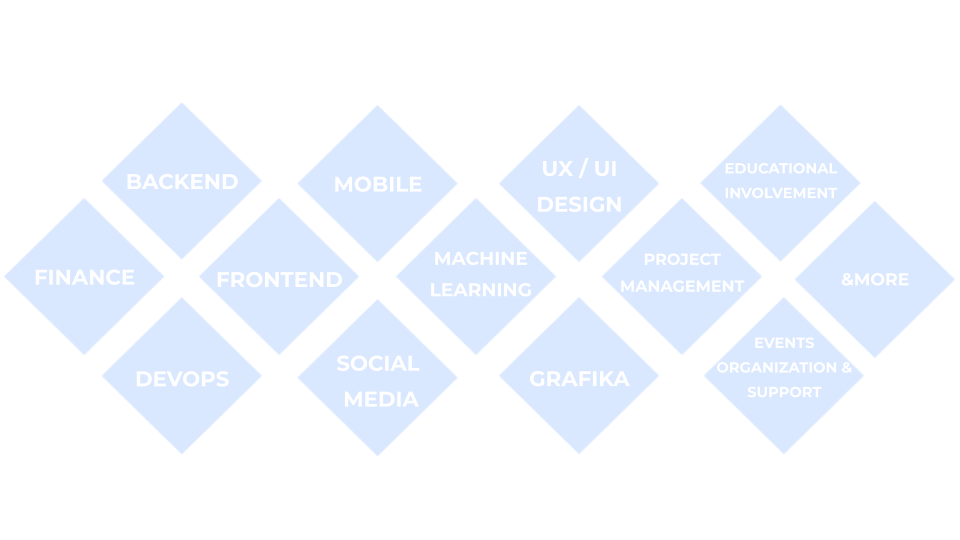 BACKEND
MOBILE
UX / UI
DESIGN
EDUCATIONAL
INVOLVEMENT
FINANCE
FRONTEND
MACHINE
LEARNING
PROJECT
MANAGEMENT
&MORE
DEVOPS
SOCIAL
MEDIA
GRAFIKA
EVENTS
ORGANIZATION &
SUPPORT